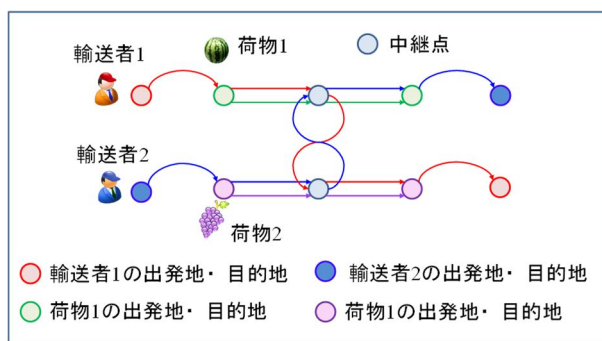 輸送者1
荷物1
中継点
輸送者2
荷物2
輸送者1の出発地・ 目的地
輸送者2の出発地・ 目的地
荷物1の出発地・ 目的地
荷物1の出発地・ 目的地